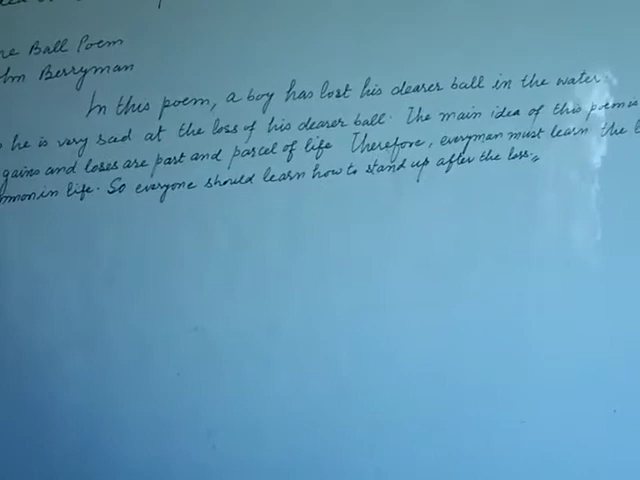 Ball Poem
Berryman
In this poem, a boy has lost his dearer ball in the water.
he is very sad at the loss of his dearer ball. The main idea of this poem is
gains and loses are part and parcel of life Therefore, everyman must learn the
in life. So everyone should learn how to stand up after the loss.